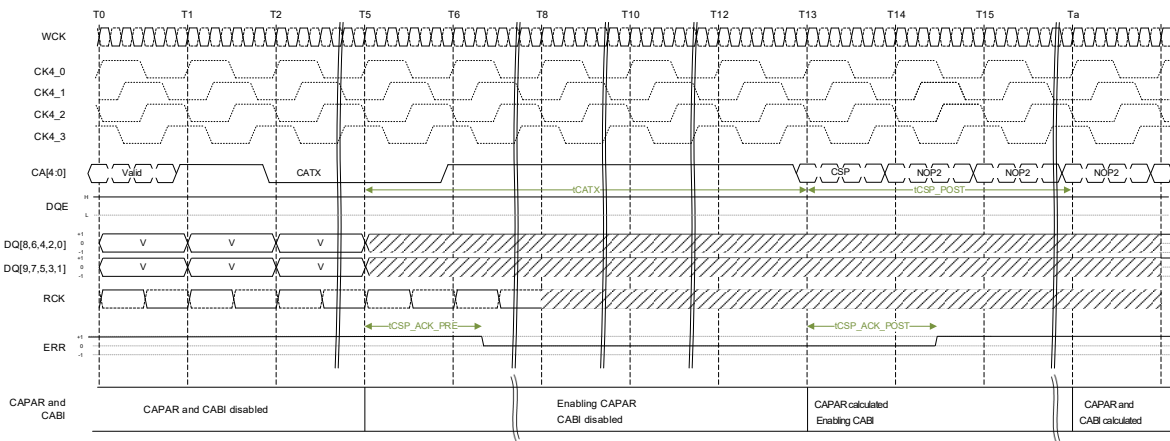 T0 T1 T2 T5 T6 T8 T10 T12 T13 T14 T15 Ta
WCK
CK4_0
CK4_1
CK4_2
CK4_3
CA[4:0] Valid CATX CSP NOP2 NOP2 NOP2
tCATX tCSP_POST
DQE H
L
DQ[8,6,4,2,0] +1 0 -1 V V V
DQ[9,7,5,3,1] +1 0 -1 V V V
RCK
tCSP_ACK_PRE tCSP_ACK_POST
ERR +1 0 -1
CAPAR and CABI
CAPAR and CABI disabled
Enabling CAPAR
CABI disabled
CAPAR calculated
Enabling CABI
CAPAR and
CABI calculated